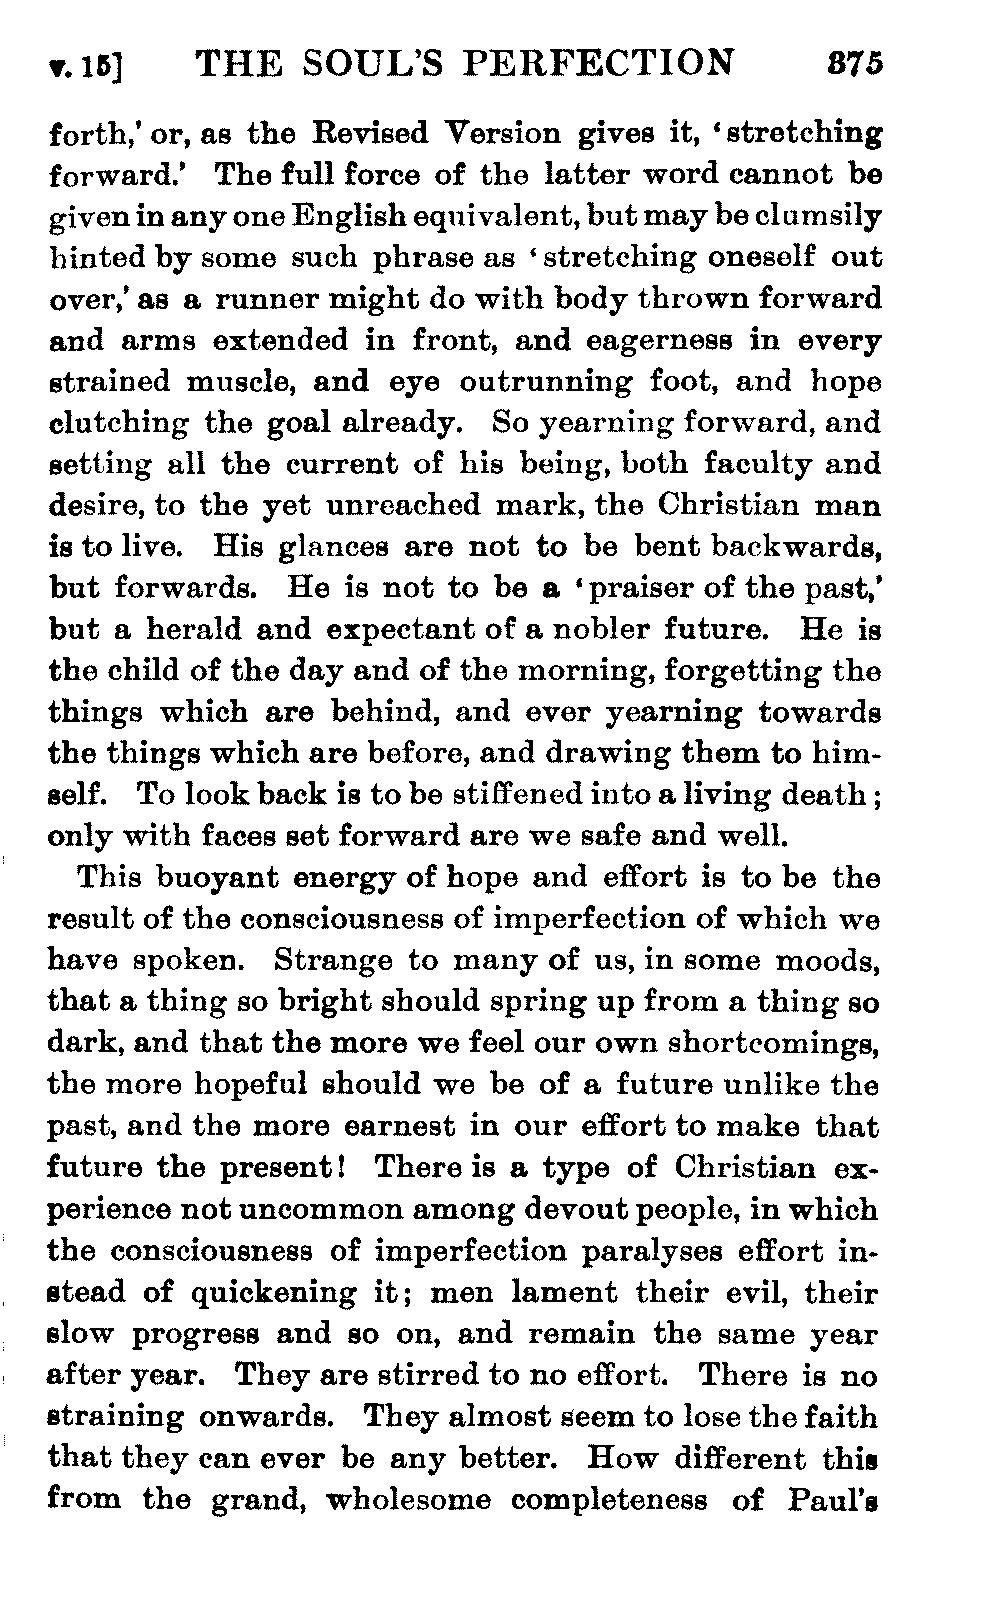 v. 15] THE SOUL'S PERFECTION 375
forth,' or, as the Revised Version gives it, ‘stretching
forward.’ The full force of the latter word cannot be
given in any one English equivalent, but may be clumsily
hinted by some such phrase as ‘stretching oneself out
over,’ as a runner might do with body thrown forward
and arms extended in front, and eagerness in every
strained muscle, and eye outrunning foot, and hope
clutching the goal already. So yearning forward, and
setting all the current of his being, both faculty and
desire, to the yet unreached mark, the Christian man
is to live. His glances are not to be bent backwards,
but forwards. He is not to be a ‘praiser of the past,’
but a herald and expectant of a nobler future. He is
the child of the day and of the morning, forgetting the
things which are behind, and ever yearning towards
the things which are before, and drawing them to him-
self. To look back is to be stiffened into a living death;
only with faces set forward are we safe and well.
This buoyant energy of hope and effort is to be the
result of the consciousness of imperfection of which we
have spoken. Strange to many of us, in some moods,
that a thing so bright should spring up from a thing so
dark, and that the more we feel our own shortcomings,
the more hopeful should we be of a future unlike the
past, and the more earnest in our effort to make that
future the present! There is a type of Christian ex-
perience not uncommon among devout people, in which
the consciousness of imperfection paralyses effort in-
stead of quickening it; men lament their evil, their
slow progress and so on, and remain the same year
after year. They are stirred to no effort. There is no
straining onwards. They almost seem to lose the faith
that they can ever be any better. How different this
from the grand, wholesome completeness of Paul's